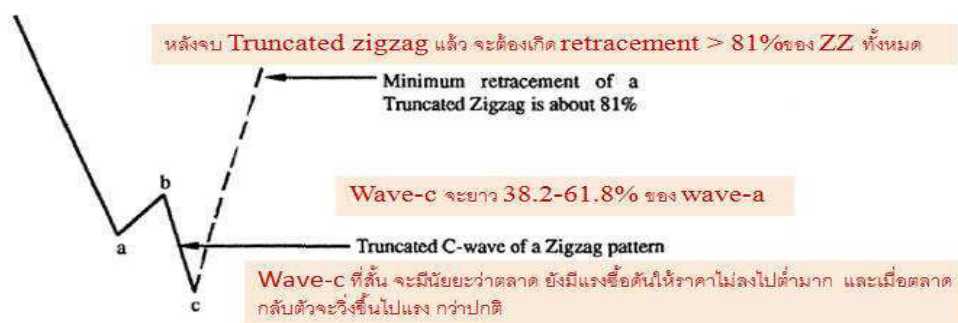 หลังจบ Truncated zigzag แล้ว จะต้องเกิด retracement > 81%ของ ZZ ทั้งหมด
Minimum retracement of a
Truncated Zigzag is about 81%
b
Wave-c จะยาว 38.2-61.8% ของ wave-a
a
Truncated C-wave of a Zigzag pattern
Wave-c ที่สั้น จะมีนัยยะว่าตลาด ยังมีแรงซื้อดันให้ราคาไม่ลงไปต่ำมาก และเมื่อตลาด
กลับตัวจะวิ่งขึ้นไปแรง กว่าปกติ
c